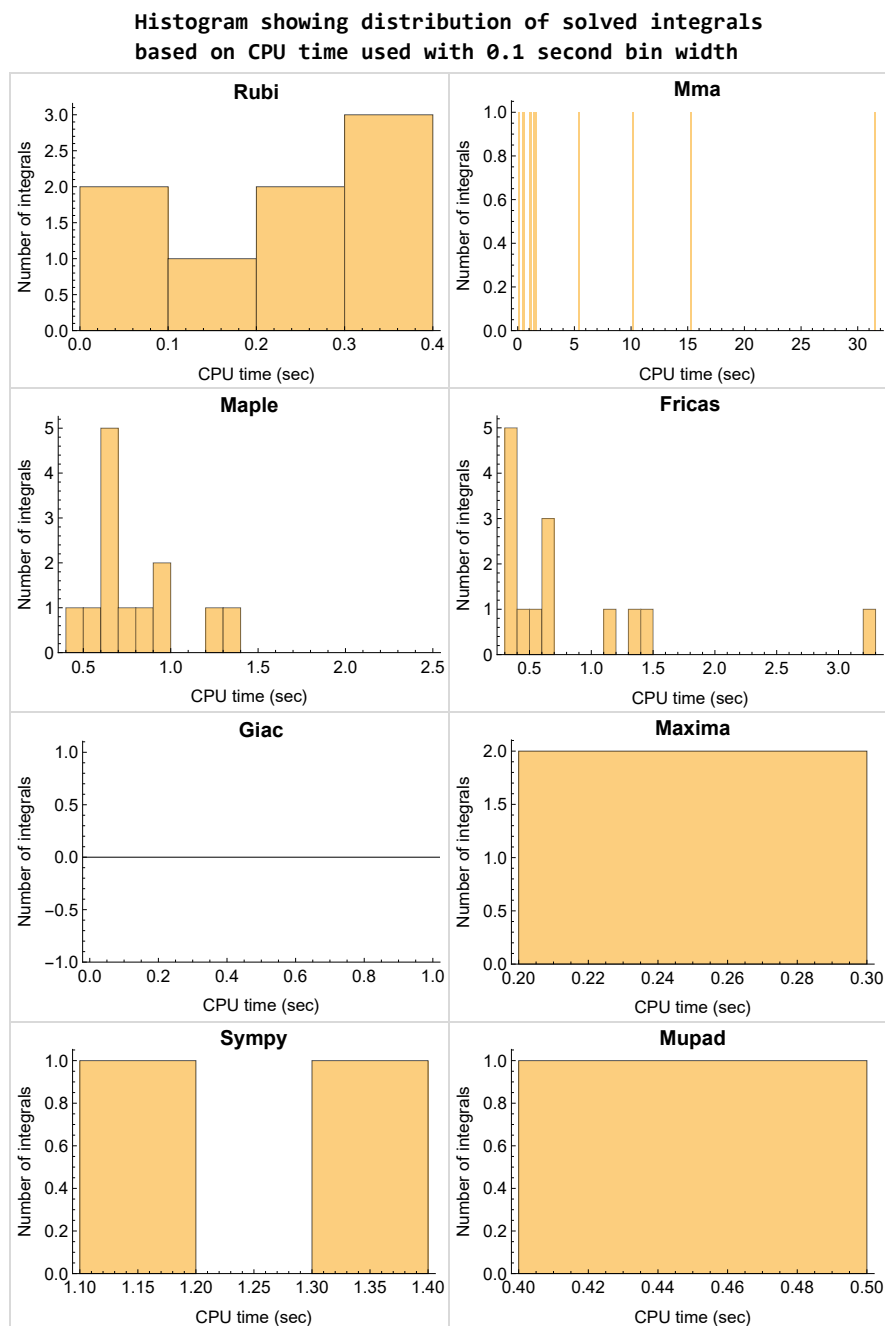 Histogram showing distribution of solved integrals
based on CPU time used with 0.1 second bin width
Rubi
Number of integrals
3.0
2.5
2.0
1.5
1.0
0.5
0.0
0.0 0.1 0.2 0.3 0.4
CPU time (sec)
Mma
Number of integrals
1.0
0.8
0.6
0.4
0.2
0.0
0 5 10 15 20 25 30
CPU time (sec)
Maple
Number of integrals
5
4
3
2
1
0
0.5 1.0 1.5 2.0 2.5
CPU time (sec)
Fricas
Number of integrals
5
4
3
2
1
0
0.5 1.0 1.5 2.0 2.5 3.0
CPU time (sec)
Giac
Number of integrals
1.0
0.5
0.0
−0.5
−1.0
0.0 0.2 0.4 0.6 0.8 1.0
CPU time (sec)
Maxima
Number of integrals
2.0
1.5
1.0
0.5
0.0
0.20 0.22 0.24 0.26 0.28 0.30
CPU time (sec)
Sympy
Number of integrals
1.0
0.8
0.6
0.4
0.2
0.0
1.10 1.15 1.20 1.25 1.30 1.35 1.40
CPU time (sec)
Mupad
Number of integrals
1.0
0.8
0.6
0.4
0.2
0.0
0.40 0.42 0.44 0.46 0.48 0.50
CPU time (sec)